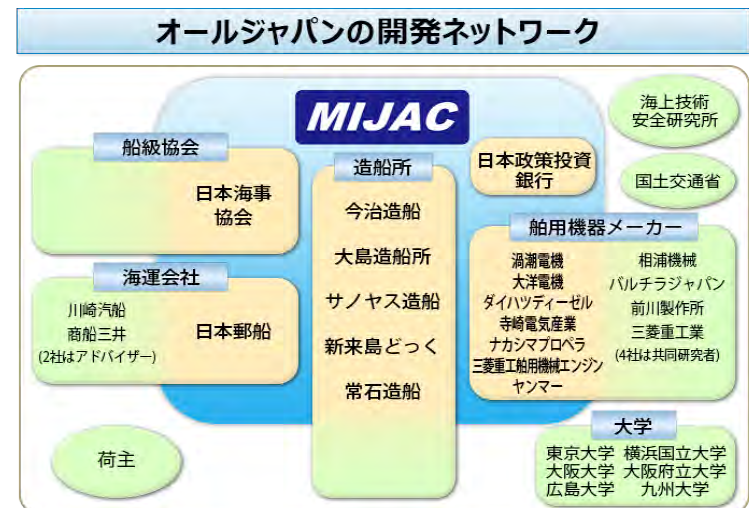 オールジャパンの開発ネットワーク
MIJAC
海上技術
安全研究所
船級協会
日本海事
協会
造船所
今治造船
大島造船所
サノヤス造船
新来島どっく
常石造船
日本政策投資
銀行
国土交通省
海運会社
川崎汽船
商船三井
(2社はアドバイザー)
日本郵船
舶用機器メーカー
渦潮電機
大洋電機
ダイハツディーゼル
寺崎電気産業
ナカシマプロペラ
三菱重工舶用機械エンジン
ヤンマー
相浦機械
バルチラジャパン
前川製作所
三菱重工業
(4社は共同研究者)
荷主
大学
東京大学 横浜国立大学
大阪大学 大阪府立大学
広島大学 九州大学